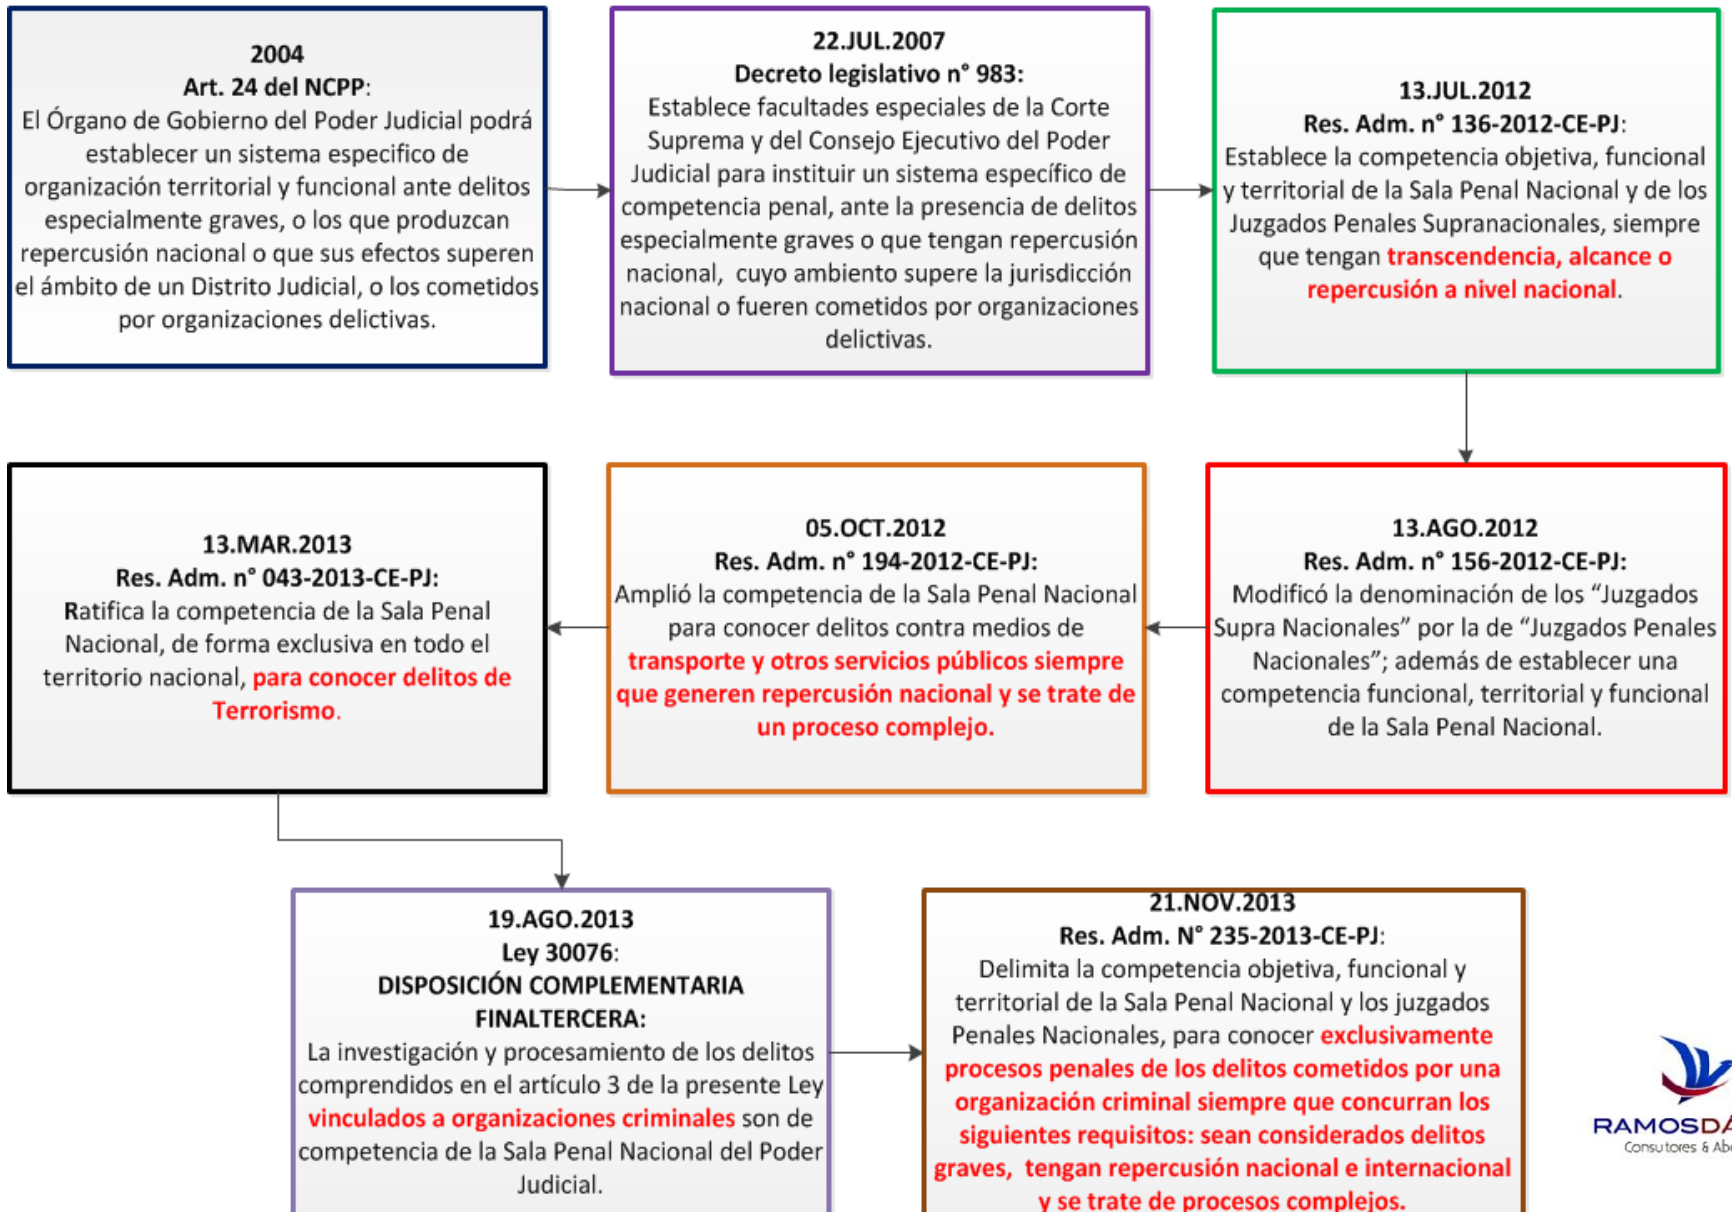 2004
Art. 24 del NCPP:
El Órgano de Gobierno del Poder Judicial podrá
establecer un sistema especifico de
organización territorial y funcional ante delitos
especialmente graves, o los que produzcan
repercusión nacional o que sus efectos superen
el ámbito de un Distrito Judicial, o los cometidos
por organizaciones delictivas.
22.JUL.2007
Decreto legislativo n° 983:
Establece facultades especiales de la Corte
Suprema y del Consejo Ejecutivo del Poder
Judicial para instituir un sistema específico de
competencia penal, ante la presencia de delitos
especialmente graves o que tengan repercusión
nacional, cuyo ambiento supere la jurisdicción
nacional o fueren cometidos por organizaciones
delictivas.
13.JUL.2012
Res. Adm. n° 136-2012-CE-PJ:
Establece la competencia objetiva, funcional
y territorial de la Sala Penal Nacional y de los
Juzgados Penales Supranacionales, siempre
que tengan transcendencia, alcance o
repercusión a nivel nacional.
13.AGO.2012
Res. Adm. n° 156-2012-CE-PJ:
Modificó la denominación de los “Juzgados
Supra Nacionales” por la de “Juzgados Penales
Nacionales”; además de establecer una
competencia funcional, territorial y funcional
de la Sala Penal Nacional.
05.OCT.2012
Res. Adm. n° 194-2012-CE-PJ:
Amplió la competencia de la Sala Penal Nacional
para conocer delitos contra medios de
transporte y otros servicios públicos siempre
que generen repercusión nacional y se trate de
un proceso complejo.
13.MAR.2013
Res. Adm. n° 043-2013-CE-PJ:
Ratifica la competencia de la Sala Penal
Nacional, de forma exclusiva en todo el
territorio nacional, para conocer delitos de
Terrorismo.
19.AGO.2013
Ley 30076:
DISPOSICIÓN COMPLEMENTARIA
FINALTERCERA:
La investigación y procesamiento de los delitos
comprendidos en el artículo 3 de la presente Ley
vinculados a organizaciones criminales son de
competencia de la Sala Penal Nacional del Poder
Judicial.
21.NOV.2013
Res. Adm. N° 235-2013-CE-PJ:
Delimita la competencia objetiva, funcional y
territorial de la Sala Penal Nacional y los juzgados
Penales Nacionales, para conocer exclusivamente
procesos penales de los delitos cometidos por una
organización criminal siempre que concurran los
siguientes requisitos: sean considerados delitos
graves, tengan repercusión nacional e internacional
y se trate de procesos complejos.
RAMOSDÁ
Consutores & Abo